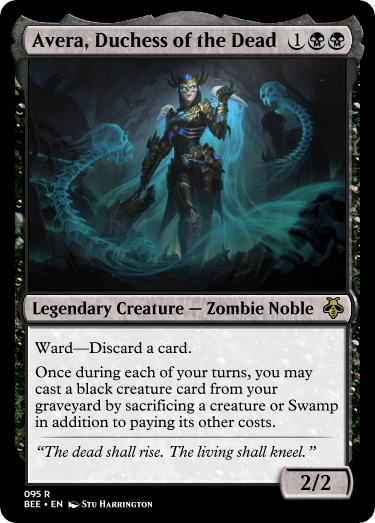 Avera, Duchess of the Dead 1
Legendary Creature — Zombie Noble
Ward—Discard a card.
Once during each of your turns, you may
cast a black creature card from your
graveyard by sacrificing a creature or Swamp
in addition to paying its other costs.
“The dead shall rise. The living shall kneel.”
2/2
095 R
BEE • EN Stu Harrington